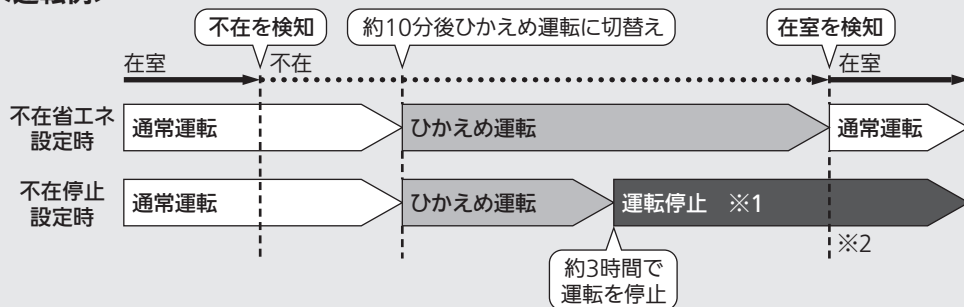 不在を検知
約10分後ひかえめ運転に切替え
在室を検知
在室
不在
在室
不在省エネ
設定時
通常運転
ひかえめ運転
通常運転
不在停止
設定時
通常運転
ひかえめ運転
運転停止 ※1
※2
約3時間で
運転を停止